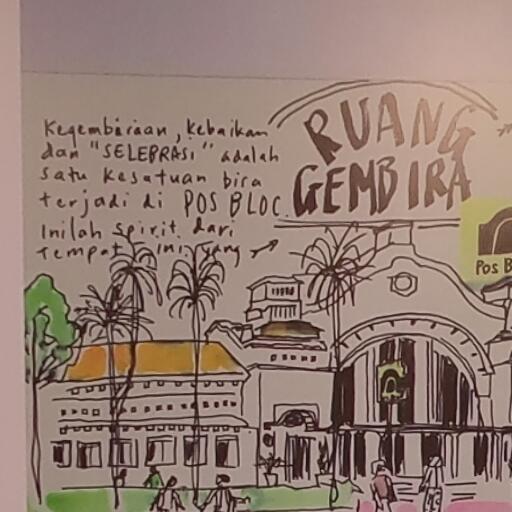 Kegembiraan, Kebaikan
dan "SELEBRASI" adalah
satu kesatuan bisa
terjadi di POS BLOC.
Inilah spirit dari
tempat ini yang
RUANG
GEMBIRA
Pos B